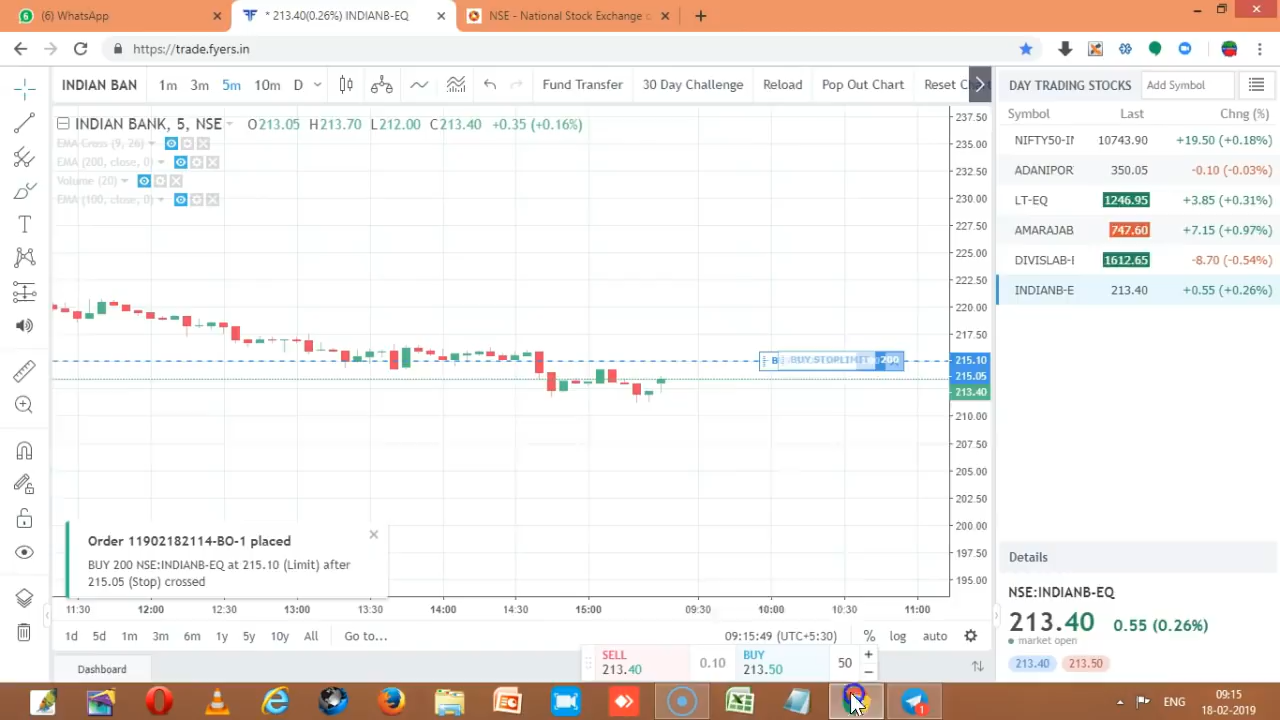 (6) WhatsApp
* 213.40(0.26%) INDIANB-EQ
NSE - National Stock Exchange o
https://trade.fyers.in
INDIAN BAN 1m 3m 5m 10m D Fund Transfer 30 Day Challenge Reload Pop Out Chart Reset Ch
DAY TRADING STOCKS Add Symbol
Symbol Last Chng (%)
NIFTY50-IN 10743.90 +19.50 (+0.18%)
ADANIPOR 350.05 -0.10 (-0.03%)
LT-EQ 1246.95 +3.85 (+0.31%)
AMARAJAB 747.60 +7.15 (+0.97%)
DIVISLAB-E 1612.65 -8.70 (-0.54%)
INDIANB-E 213.40 +0.55 (+0.26%)
INDIAN BANK, 5, NSE O213.05 H213.70 L212.00 C213.40 +0.35 (+0.16%)
EMA Cross (9, 26)
EMA (200, close, 0)
Volume (20)
EMA (100, close, 0)
237.50
235.00
232.50
230.00
227.50
225.00
222.50
220.00
217.50
BUY STOPLIMIT 200
215.10
215.05
213.40
210.00
207.50
205.00
202.50
200.00
197.50
195.00
Order 11902182114-BO-1 placed
BUY 200 NSE:INDIANB-EQ at 215.10 (Limit) after
215.05 (Stop) crossed
11:30 12:00 12:30 13:00 13:30 14:00 14:30 15:00 09:30 10:00 10:30 11:00
1d 5d 1m 3m 6m 1y 5y 10y All Go to... 09:15:49 (UTC+5:30) % log auto
SELL
213.40
0.10
BUY
213.50
50
Dashboard
Details
NSE:INDIANB-EQ
213.40 0.55 (0.26%)
market open
213.40 213.50
ENG
09:15
18-02-2019